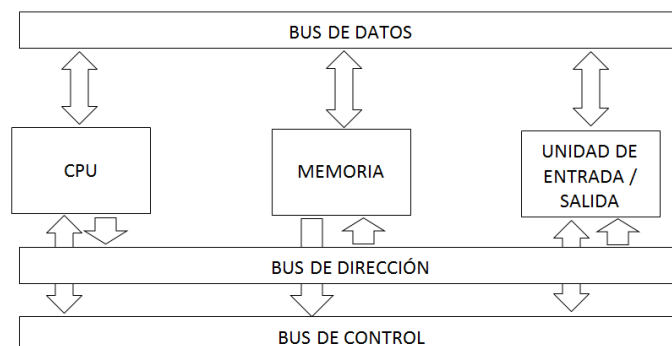 BUS DE DATOS
CPU
MEMORIA
UNIDAD DE
ENTRADA /
SALIDA
BUS DE DIRECCIÓN
BUS DE CONTROL